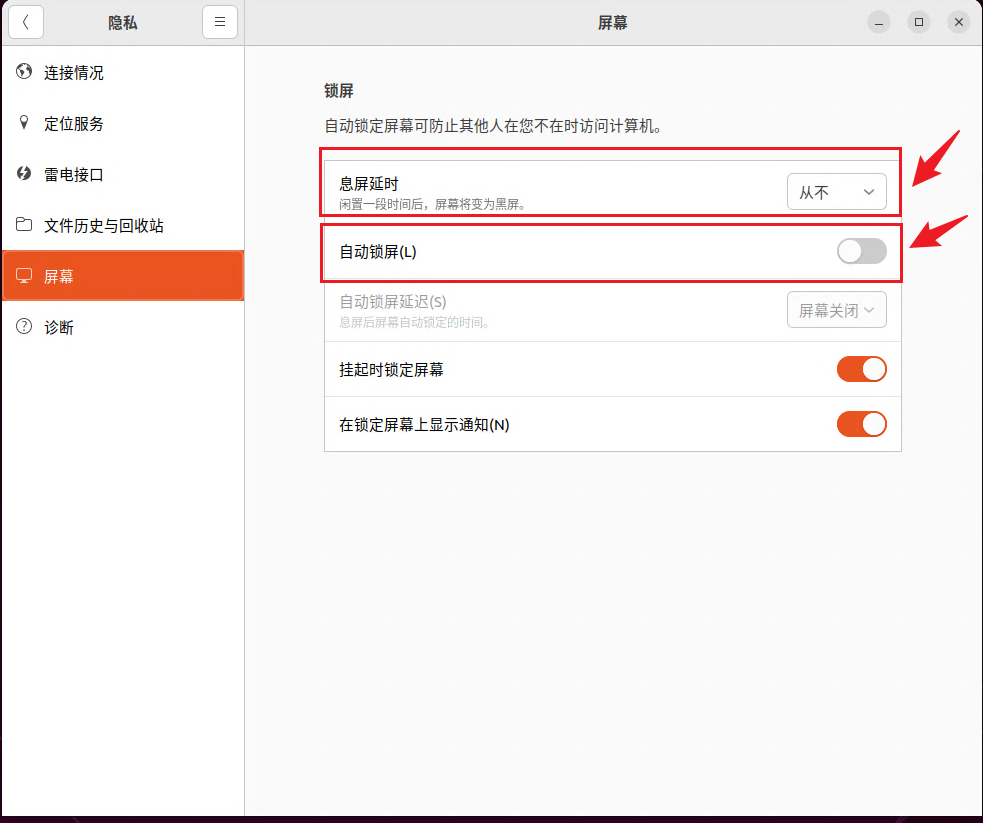 隐私
屏幕
连接情况
定位服务
雷电接口
文件历史与回收站
屏幕
诊断
锁屏
自动锁定屏幕可防止其他人在您不在时访问计算机。
息屏延时
闲置一段时间后，屏幕将变为黑屏。
从不
自动锁屏(L)
自动锁屏延迟(S)
息屏后屏幕自动锁定的时间。
屏幕关闭
挂起时锁定屏幕
在锁定屏幕上显示通知(N)